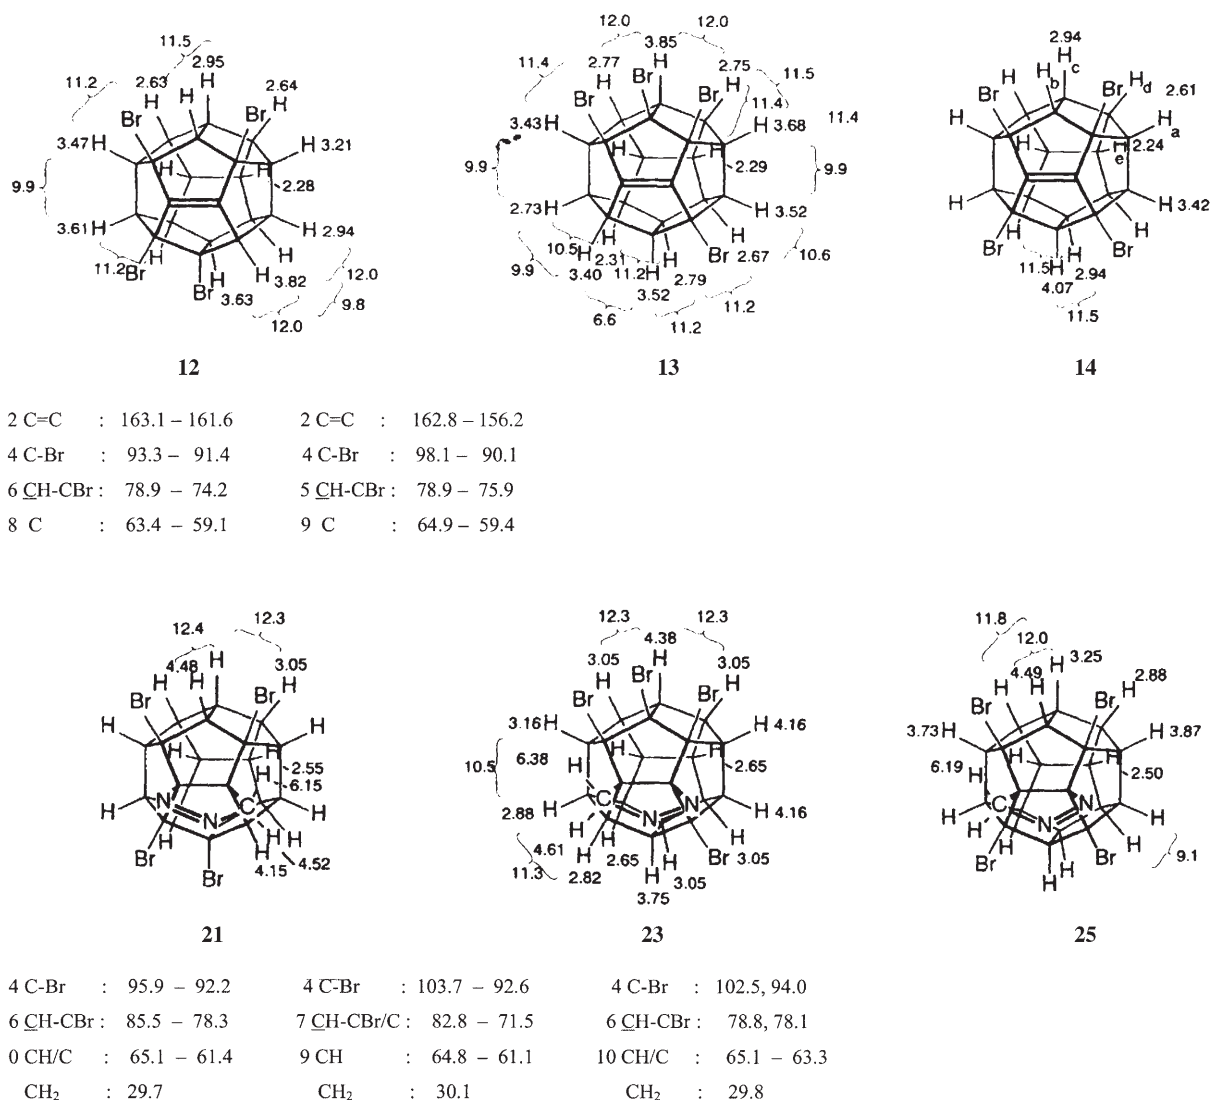 11.5
11.2 2.63 2.95 2.64
H H H H
Br Br
3.47 H H 3.21
H H
9.9 2.28
3.61 H H 2.94
11.2 H H H
Br Br H H 12.0
3.63 3.82 9.8
12.0
12
12.0 12.0
3.85
11.4 2.77 H 2.75 11.5
H Br Br H 11.4
3.43 H H 3.68 11.4
H H
9.9 2.29 9.9
2.73 H H 3.52
10.5 H H H H
9.9 3.40 2.31 11.2 H Br 2.67 10.6
2.79
3.52 11.2
6.6 11.2
13
2.94
H c
H H b Br H d
Br 2.61
H H a
2.24
H e
H 3.42
H H H
Br 11.5 H 2.94 Br
4.07
11.5
14
2 C=C : 163.1 – 161.6 2 C=C : 162.8 – 156.2
4 C-Br : 93.3 – 91.4 4 C-Br : 98.1 – 90.1
6 CH-CBr : 78.9 – 74.2 5 CH-CBr : 78.9 – 75.9
8 C : 63.4 – 59.1 9 C : 64.9 – 59.4
12.4 12.3
4.48 H 3.05
H H H
Br Br
H H
H H 2.55
H 6.15
N N C
H H
H H H
Br Br 4.15 4.52
21
12.3 12.3
4.38
3.05 H 3.05
H Br Br H
3.16 H H 4.16
H
10.5 6.38 H 2.65
C N N
H H 4.16
2.88 H H H
4.61 H H H Br 3.05
11.3 2.82 2.65 3.05
3.75
23
11.8
12.0
H 3.25
4.49 2.88
H H H
Br Br
3.73 H H 3.87
H H
6.19 H 2.50
C N N
H H
H H H H
Br Br 9.1
H H
25
4 C-Br : 95.9 – 92.2 4 C-Br : 103.7 – 92.6 4 C-Br : 102.5, 94.0
6 CH-CBr : 85.5 – 78.3 7 CH-CBr/C : 82.8 – 71.5 6 CH-CBr : 78.8, 78.1
0 CH/C : 65.1 – 61.4 9 CH : 64.8 – 61.1 10 CH/C : 65.1 – 63.3
CH₂ : 29.7 CH₂ : 30.1 CH₂ : 29.8